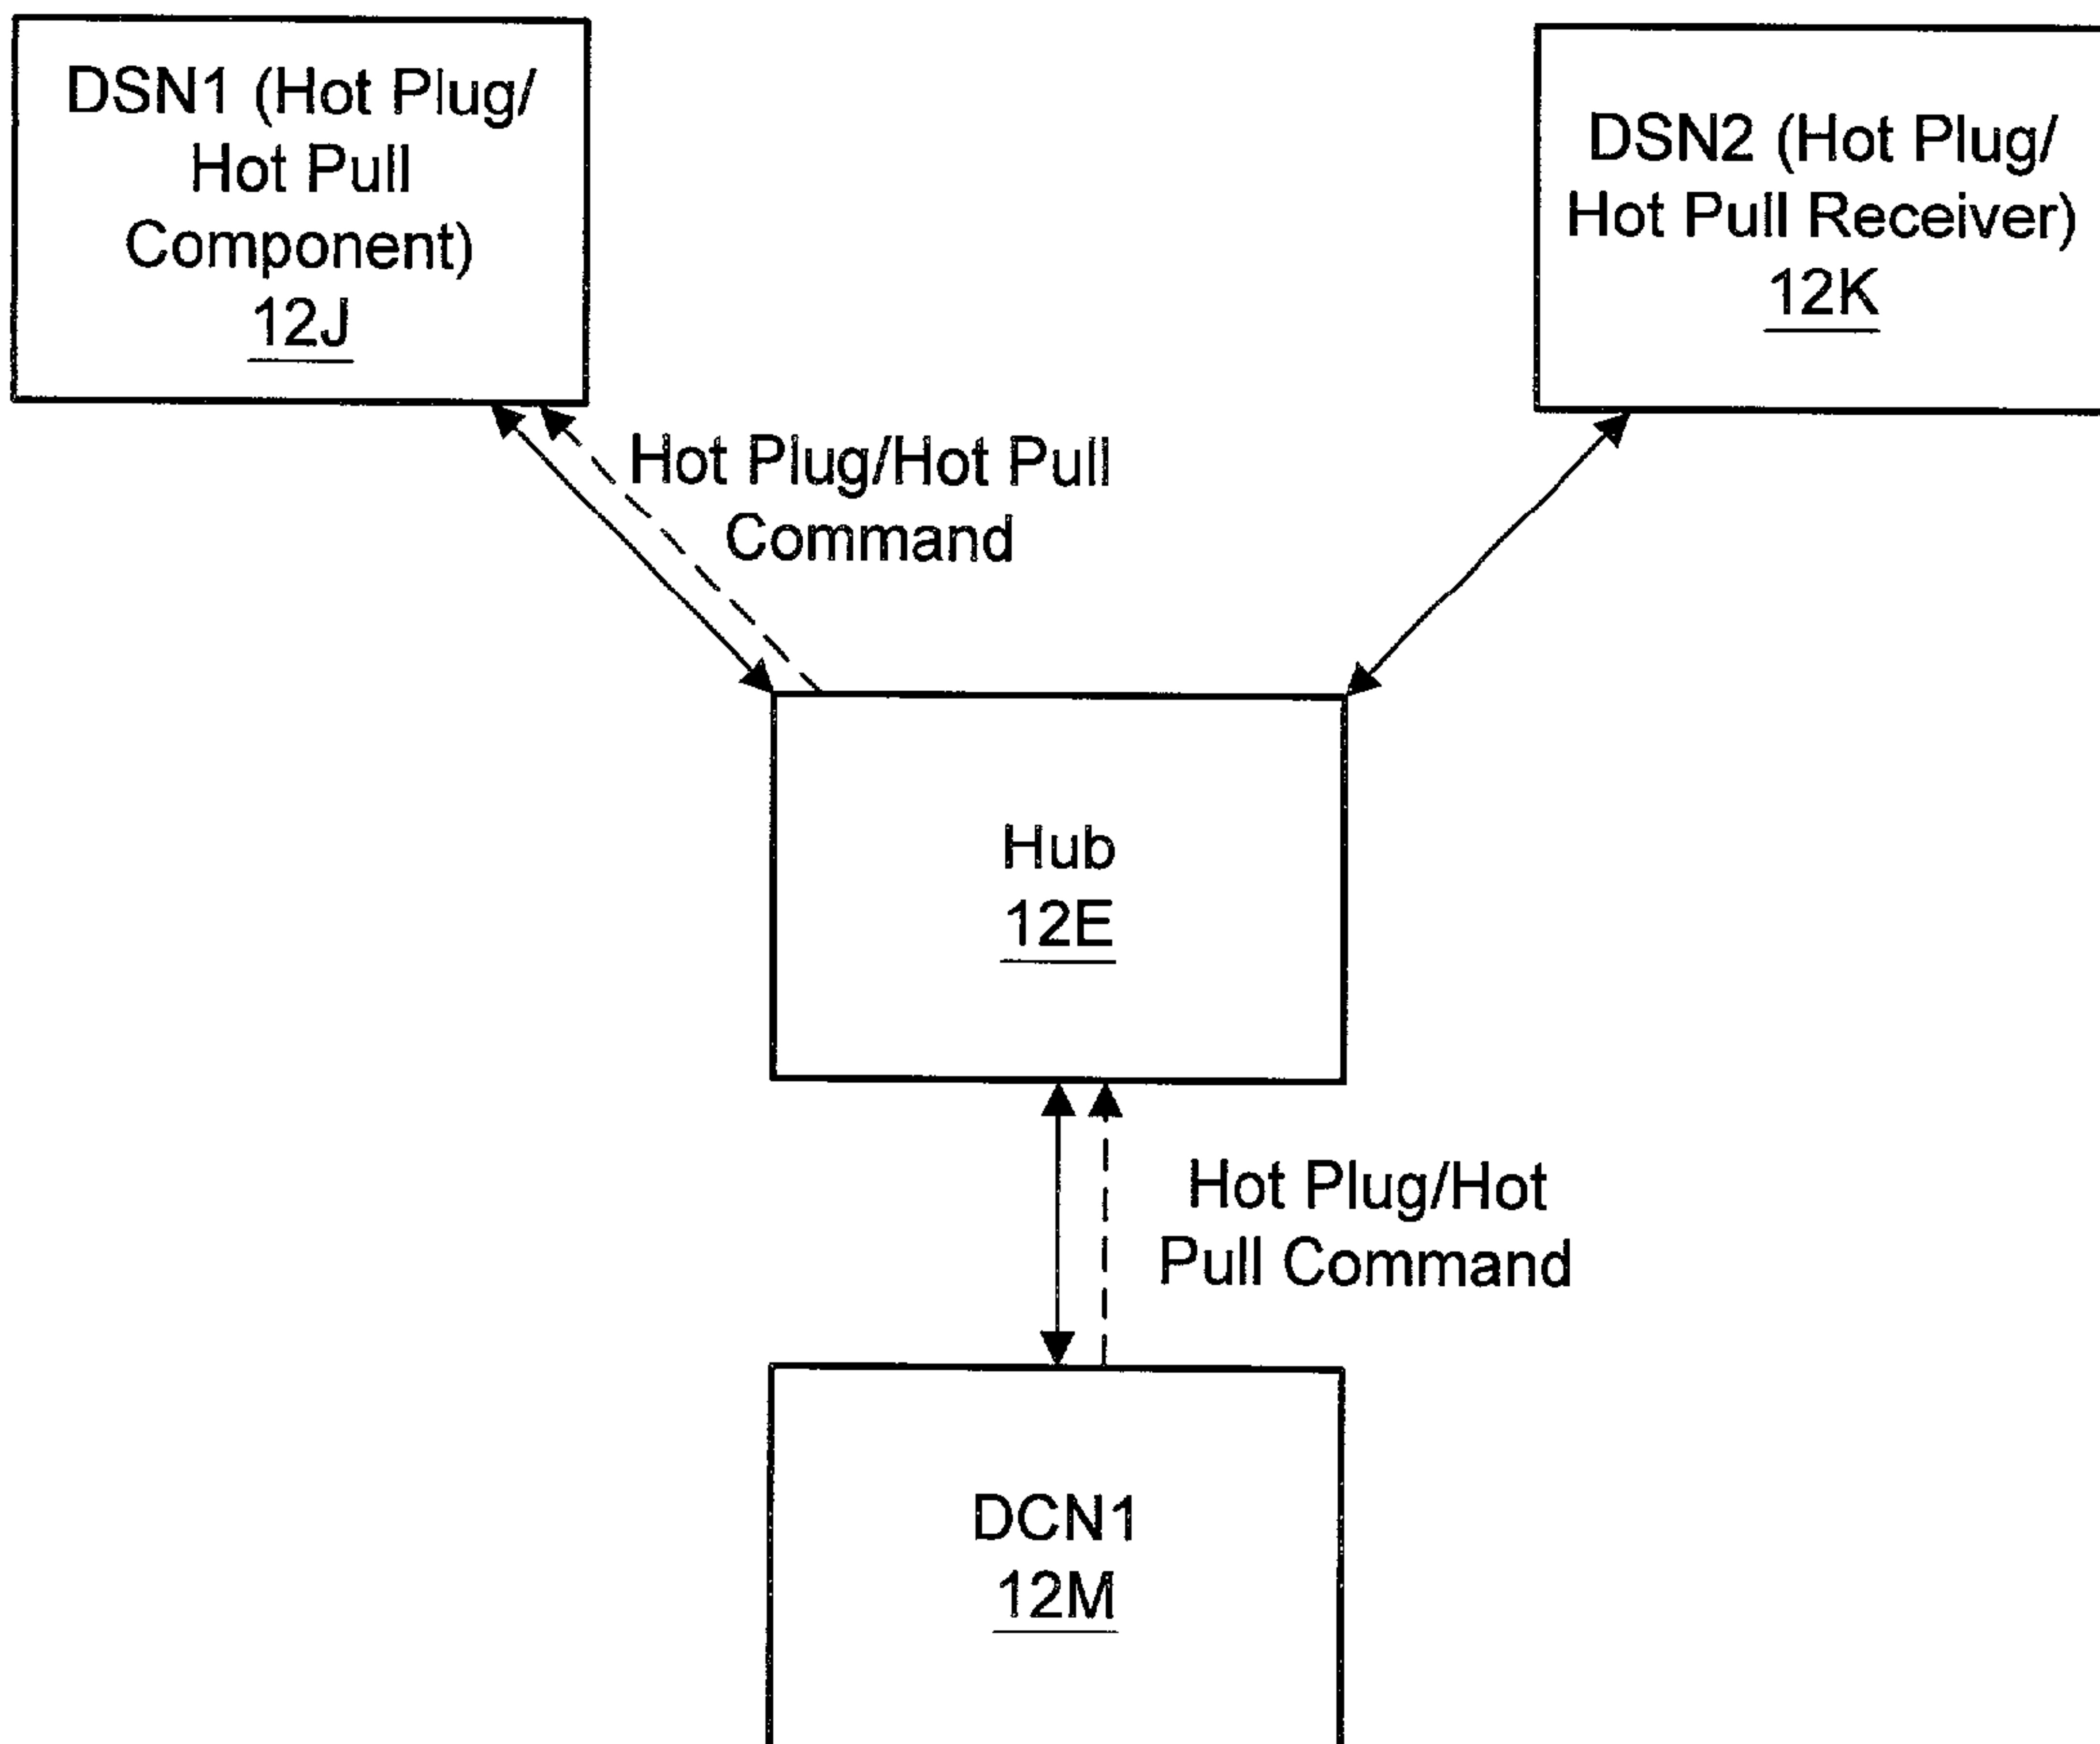 DSN1 (Hot Plug/
Hot Pull
Component)
12J
DSN2 (Hot Plug/
Hot Pull Receiver)
12K
Hot Plug/Hot Pull
Command
Hub
12E
Hot Plug/Hot
Pull Command
DCN1
12M